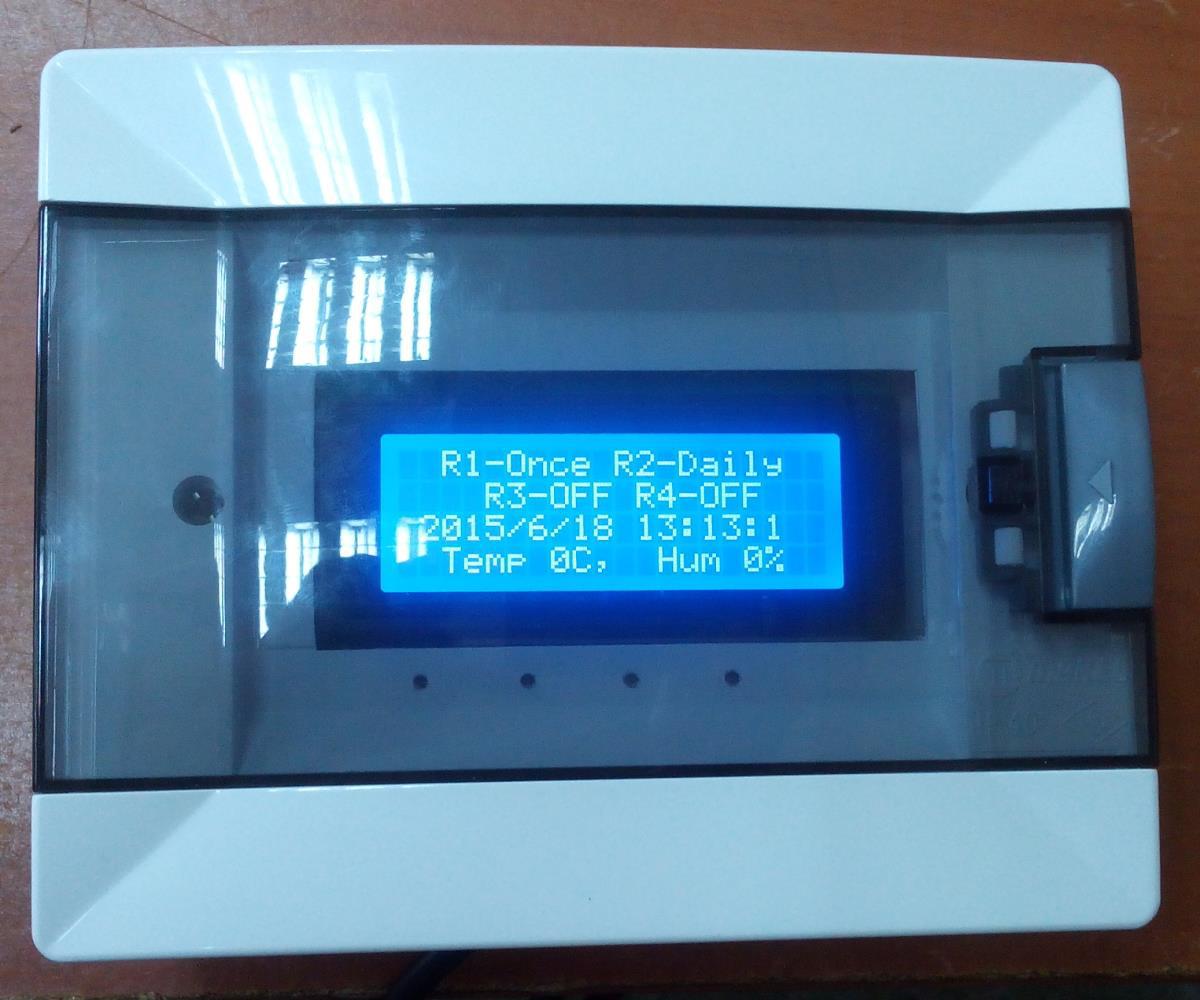 R1-Once R2-Daily
R3-OFF R4-OFF
2015/6/18 13:13:1
Temp 0C, Hum 0%